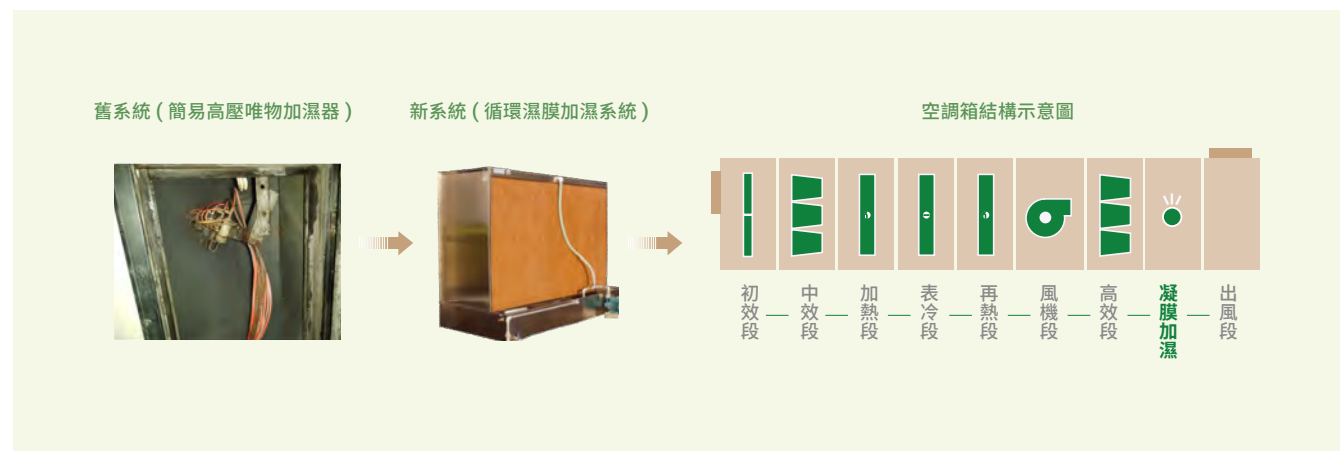 舊系統 ( 簡易高壓唯物加濕器 )
新系統 ( 循環濕膜加濕系統 )
空調箱結構示意圖
初效段
中效段
加熱段
表冷段
再熱段
風機段
高效段
凝膜加濕
出風段